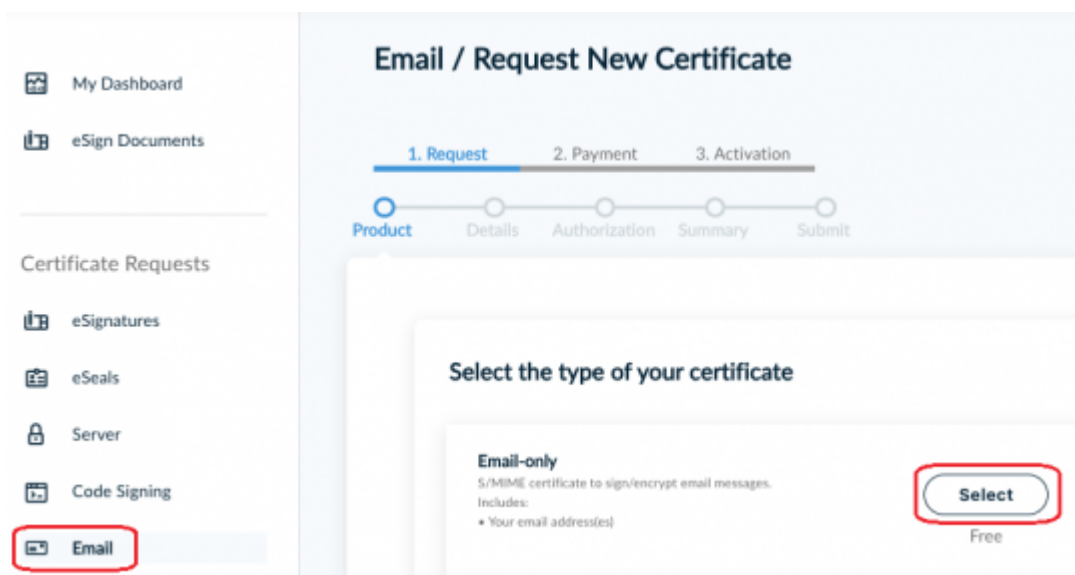 My Dashboard
eSign Documents
Certificate Requests
eSignatures
eSeals
Server
Code Signing
Email
Email / Request New Certificate
1. Request 2. Payment 3. Activation
Product Details Authorization Summary Submit
Select the type of your certificate
Email-only
S/MIME certificate to sign/encrypt email messages.
Includes:
• Your email address(es)
Select
Free